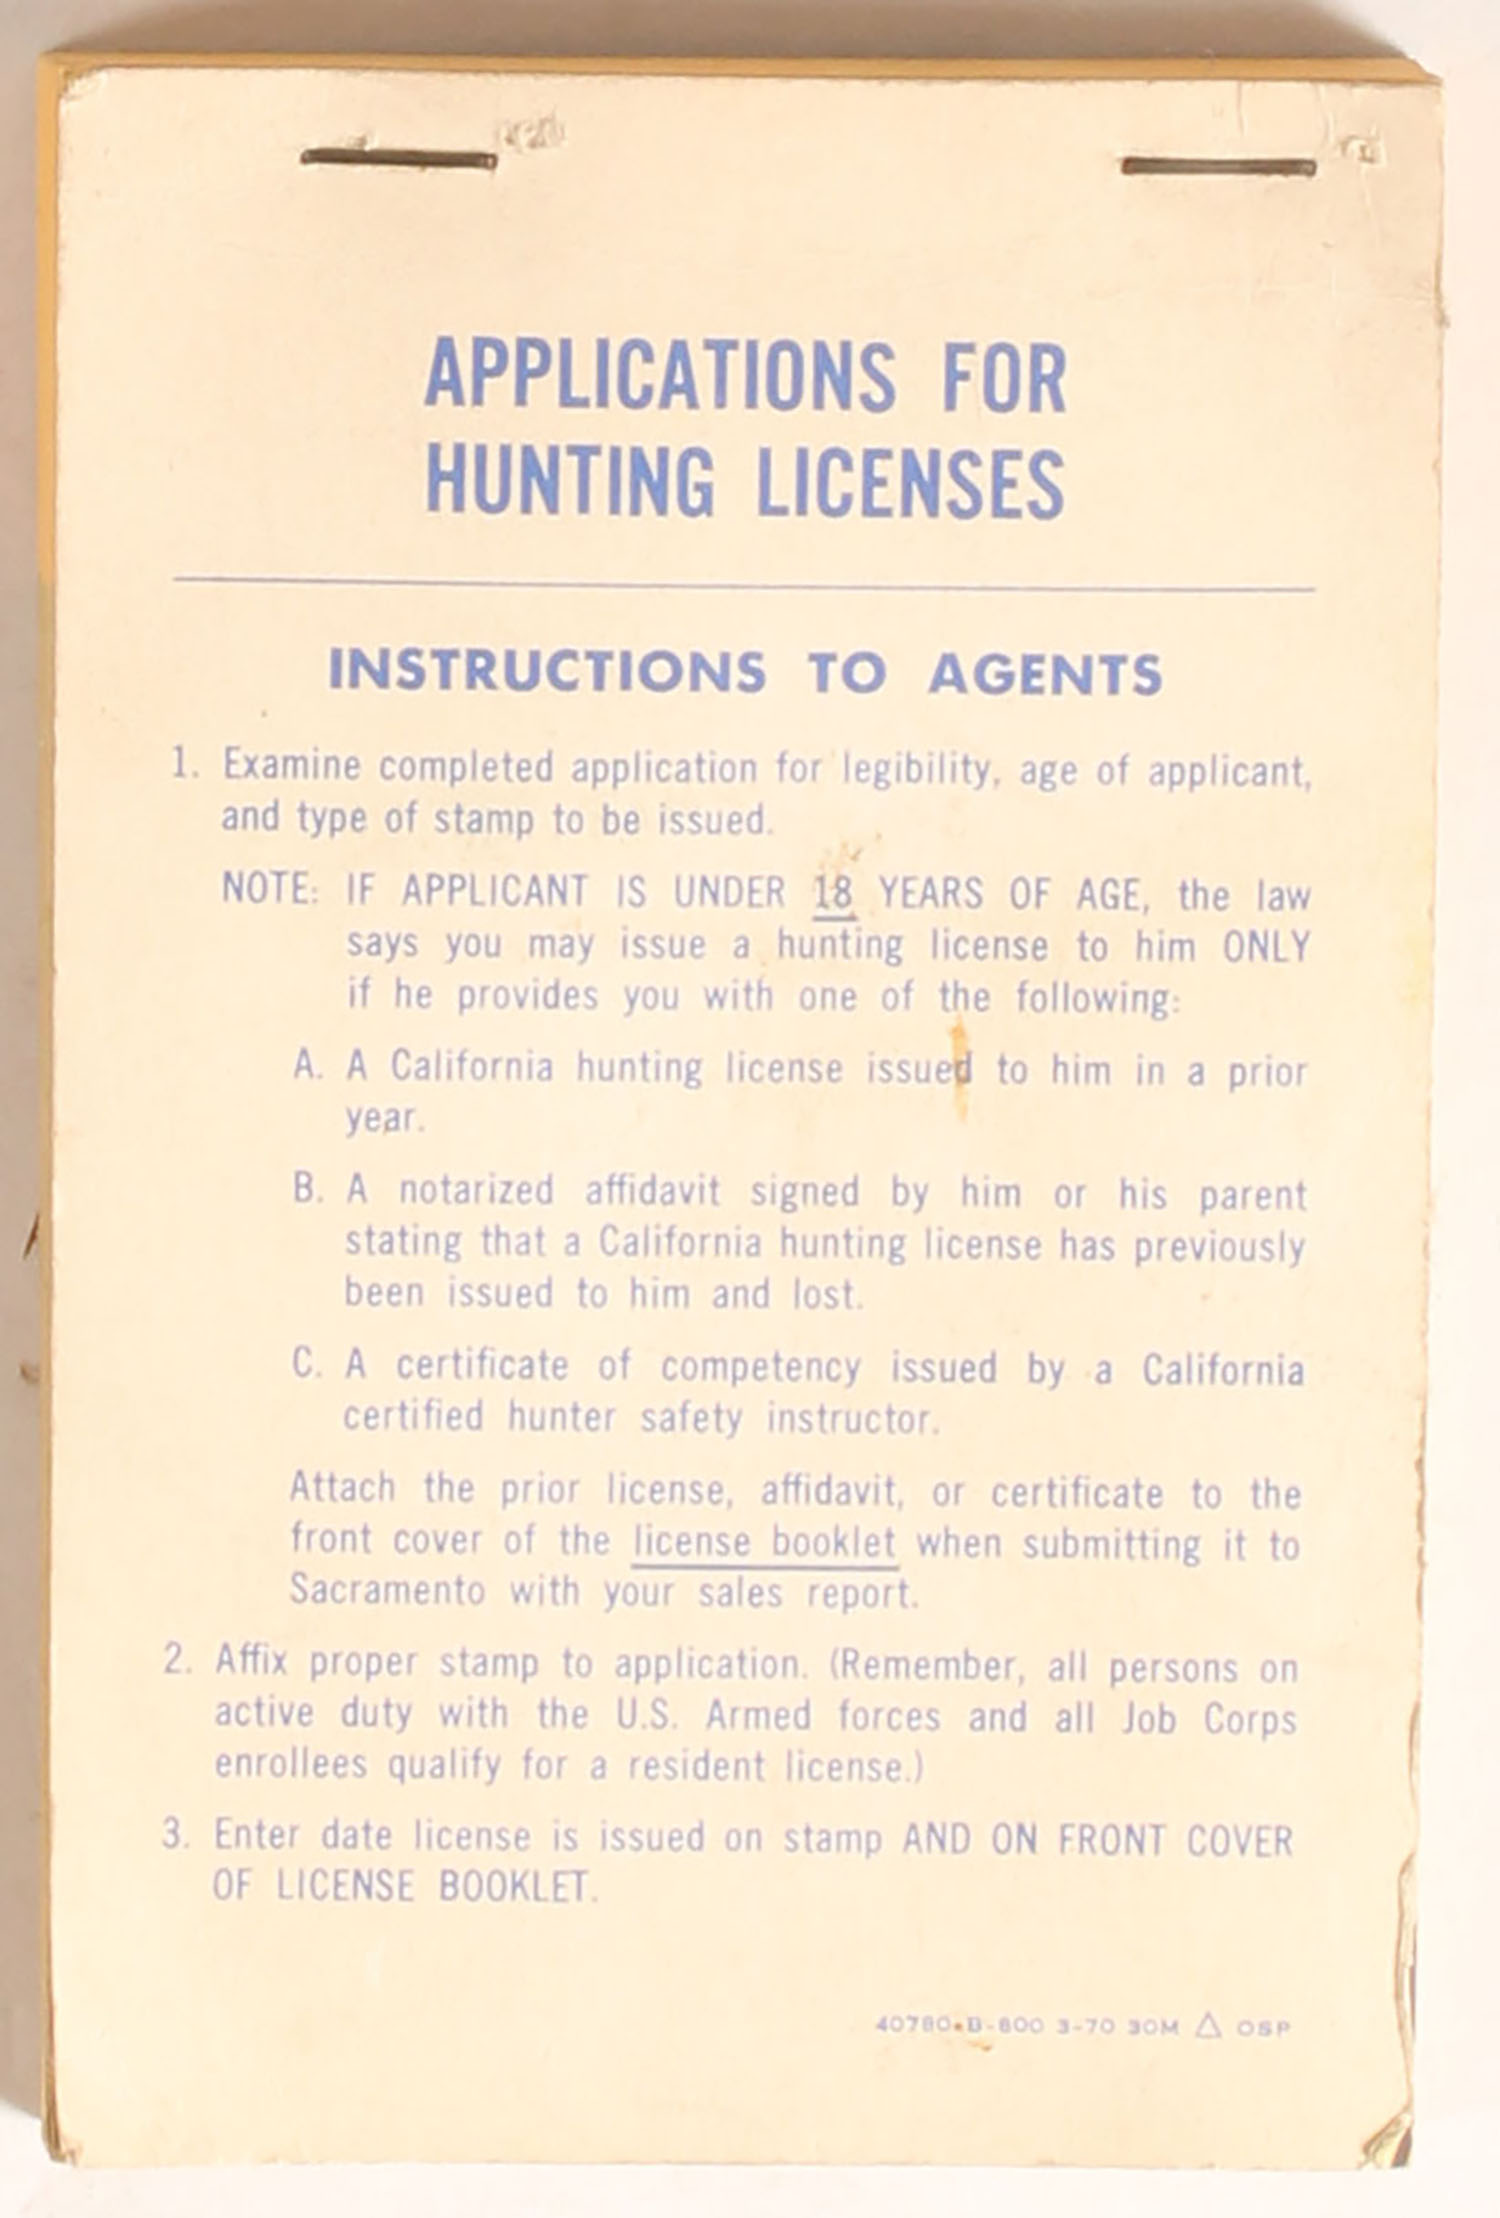 APPLICATIONS FOR
HUNTING LICENSES
INSTRUCTIONS TO AGENTS
1. Examine completed application for legibility, age of applicant,
and type of stamp to be issued.
NOTE: IF APPLICANT IS UNDER 18 YEARS OF AGE, the law
says you may issue a hunting license to him ONLY
if he provides you with one of the following:
A. A California hunting license issued to him in a prior
year.
B. A notarized affidavit signed by him or his parent
stating that a California hunting license has previously
been issued to him and lost.
C. A certificate of competency issued by a California
certified hunter safety instructor.
Attach the prior license, affidavit, or certificate to the
front cover of the license booklet when submitting it to
Sacramento with your sales report.
2. Affix proper stamp to application. (Remember, all persons on
active duty with the U.S. Armed forces and all Job Corps
enrollees qualify for a resident license.)
3. Enter date license is issued on stamp AND ON FRONT COVER
OF LICENSE BOOKLET.
3-70 30M △ OSP